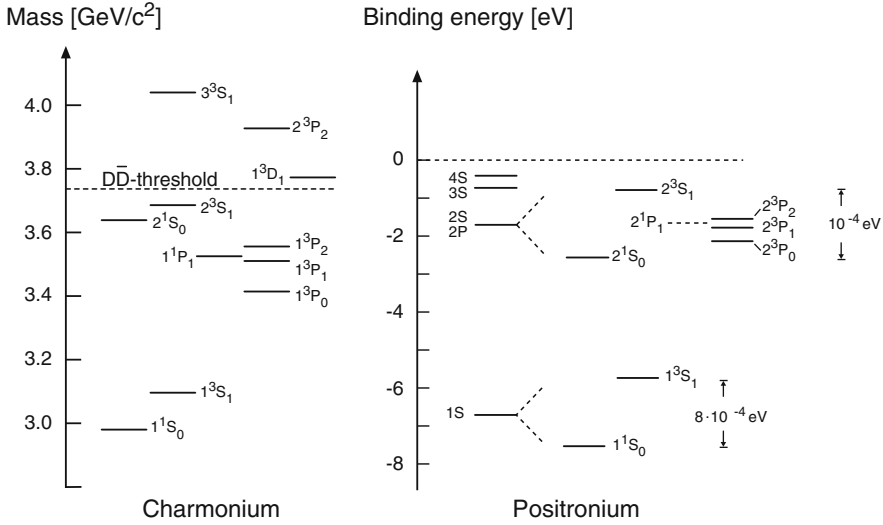 Mass [GeV/c²]
4.0
3.8
3.6
3.4
3.2
3.0
3³S₁
2³P₂
DD̄-threshold
1³D₁
2³S₁
2¹S₀
1³P₂
1¹P₁
1³P₁
1³P₀
1³S₁
1¹S₀
Charmonium
Binding energy [eV]
0
-2
-4
-6
-8
4S
3S
2S
2P
2³S₁
2¹P₁
2³P₂
2³P₁
2³P₀
2¹S₀
10⁻⁴ eV
1S
1³S₁
1¹S₀
8·10⁻⁴ eV
Positronium